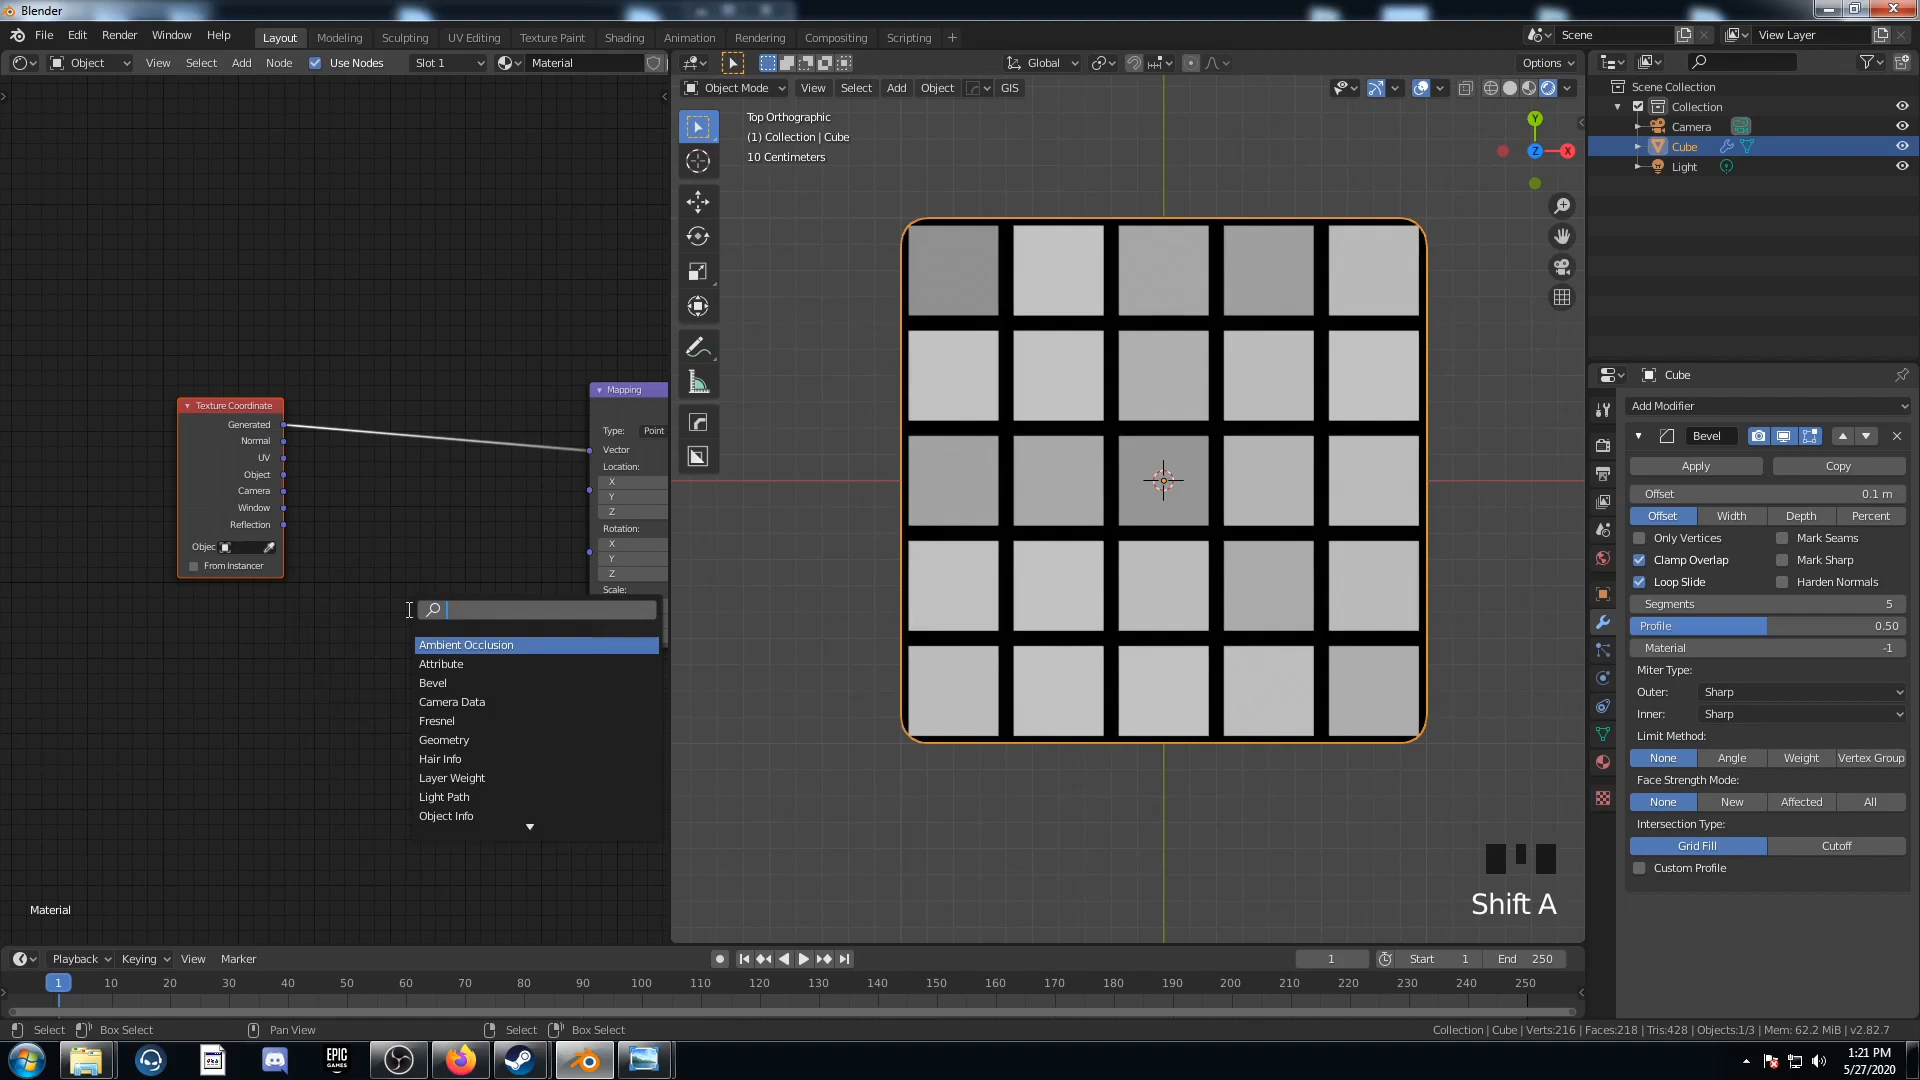 Blender
File Edit Render Window Help
Layout Modeling Sculpting UV Editing Texture Paint Shading Animation Rendering Compositing Scripting
Scene
View Layer
Object View Select Add Node Use Nodes Slot 1 Material
Global
Options
Object Mode View Select Add Object GIS
Top Orthographic
(1) Collection | Cube
10 Centimeters
Y
Z
X
Scene Collection
Collection
Camera
Cube
Light
Texture Coordinate
Generated
Normal
UV
Object
Camera
Window
Reflection
Objec
From Instancer
Mapping
Type: Point
Vector
Location:
X
Y
Z
Rotation:
X
Y
Z
Scale:
Ambient Occlusion
Attribute
Bevel
Camera Data
Fresnel
Geometry
Hair Info
Layer Weight
Light Path
Object Info
Material
Shift A
Cube
Add Modifier
Bevel
Apply Copy
Offset 0.1 m
Offset Width Depth Percent
Only Vertices Mark Seams
Clamp Overlap Mark Sharp
Loop Slide Harden Normals
Segments 5
Profile 0.50
Material -1
Miter Type:
Outer: Sharp
Inner: Sharp
Limit Method:
None Angle Weight Vertex Group
Face Strength Mode:
None New Affected All
Intersection Type:
Grid Fill Cutoff
Custom Profile
Playback Keying View Marker
1 Start 1 End 250
1 10 20 30 40 50 60 70 80 90 100 110 120 130 140 150 160 170 180 190 200 210 220 230 240 250
Select Box Select Pan View Select Box Select
Collection | Cube | Verts:216 | Faces:218 | Tris:428 | Objects:1/3 | Mem: 62.2 MiB | v2.82.7
EPIC
GAMES
1:21 PM
5/27/2020